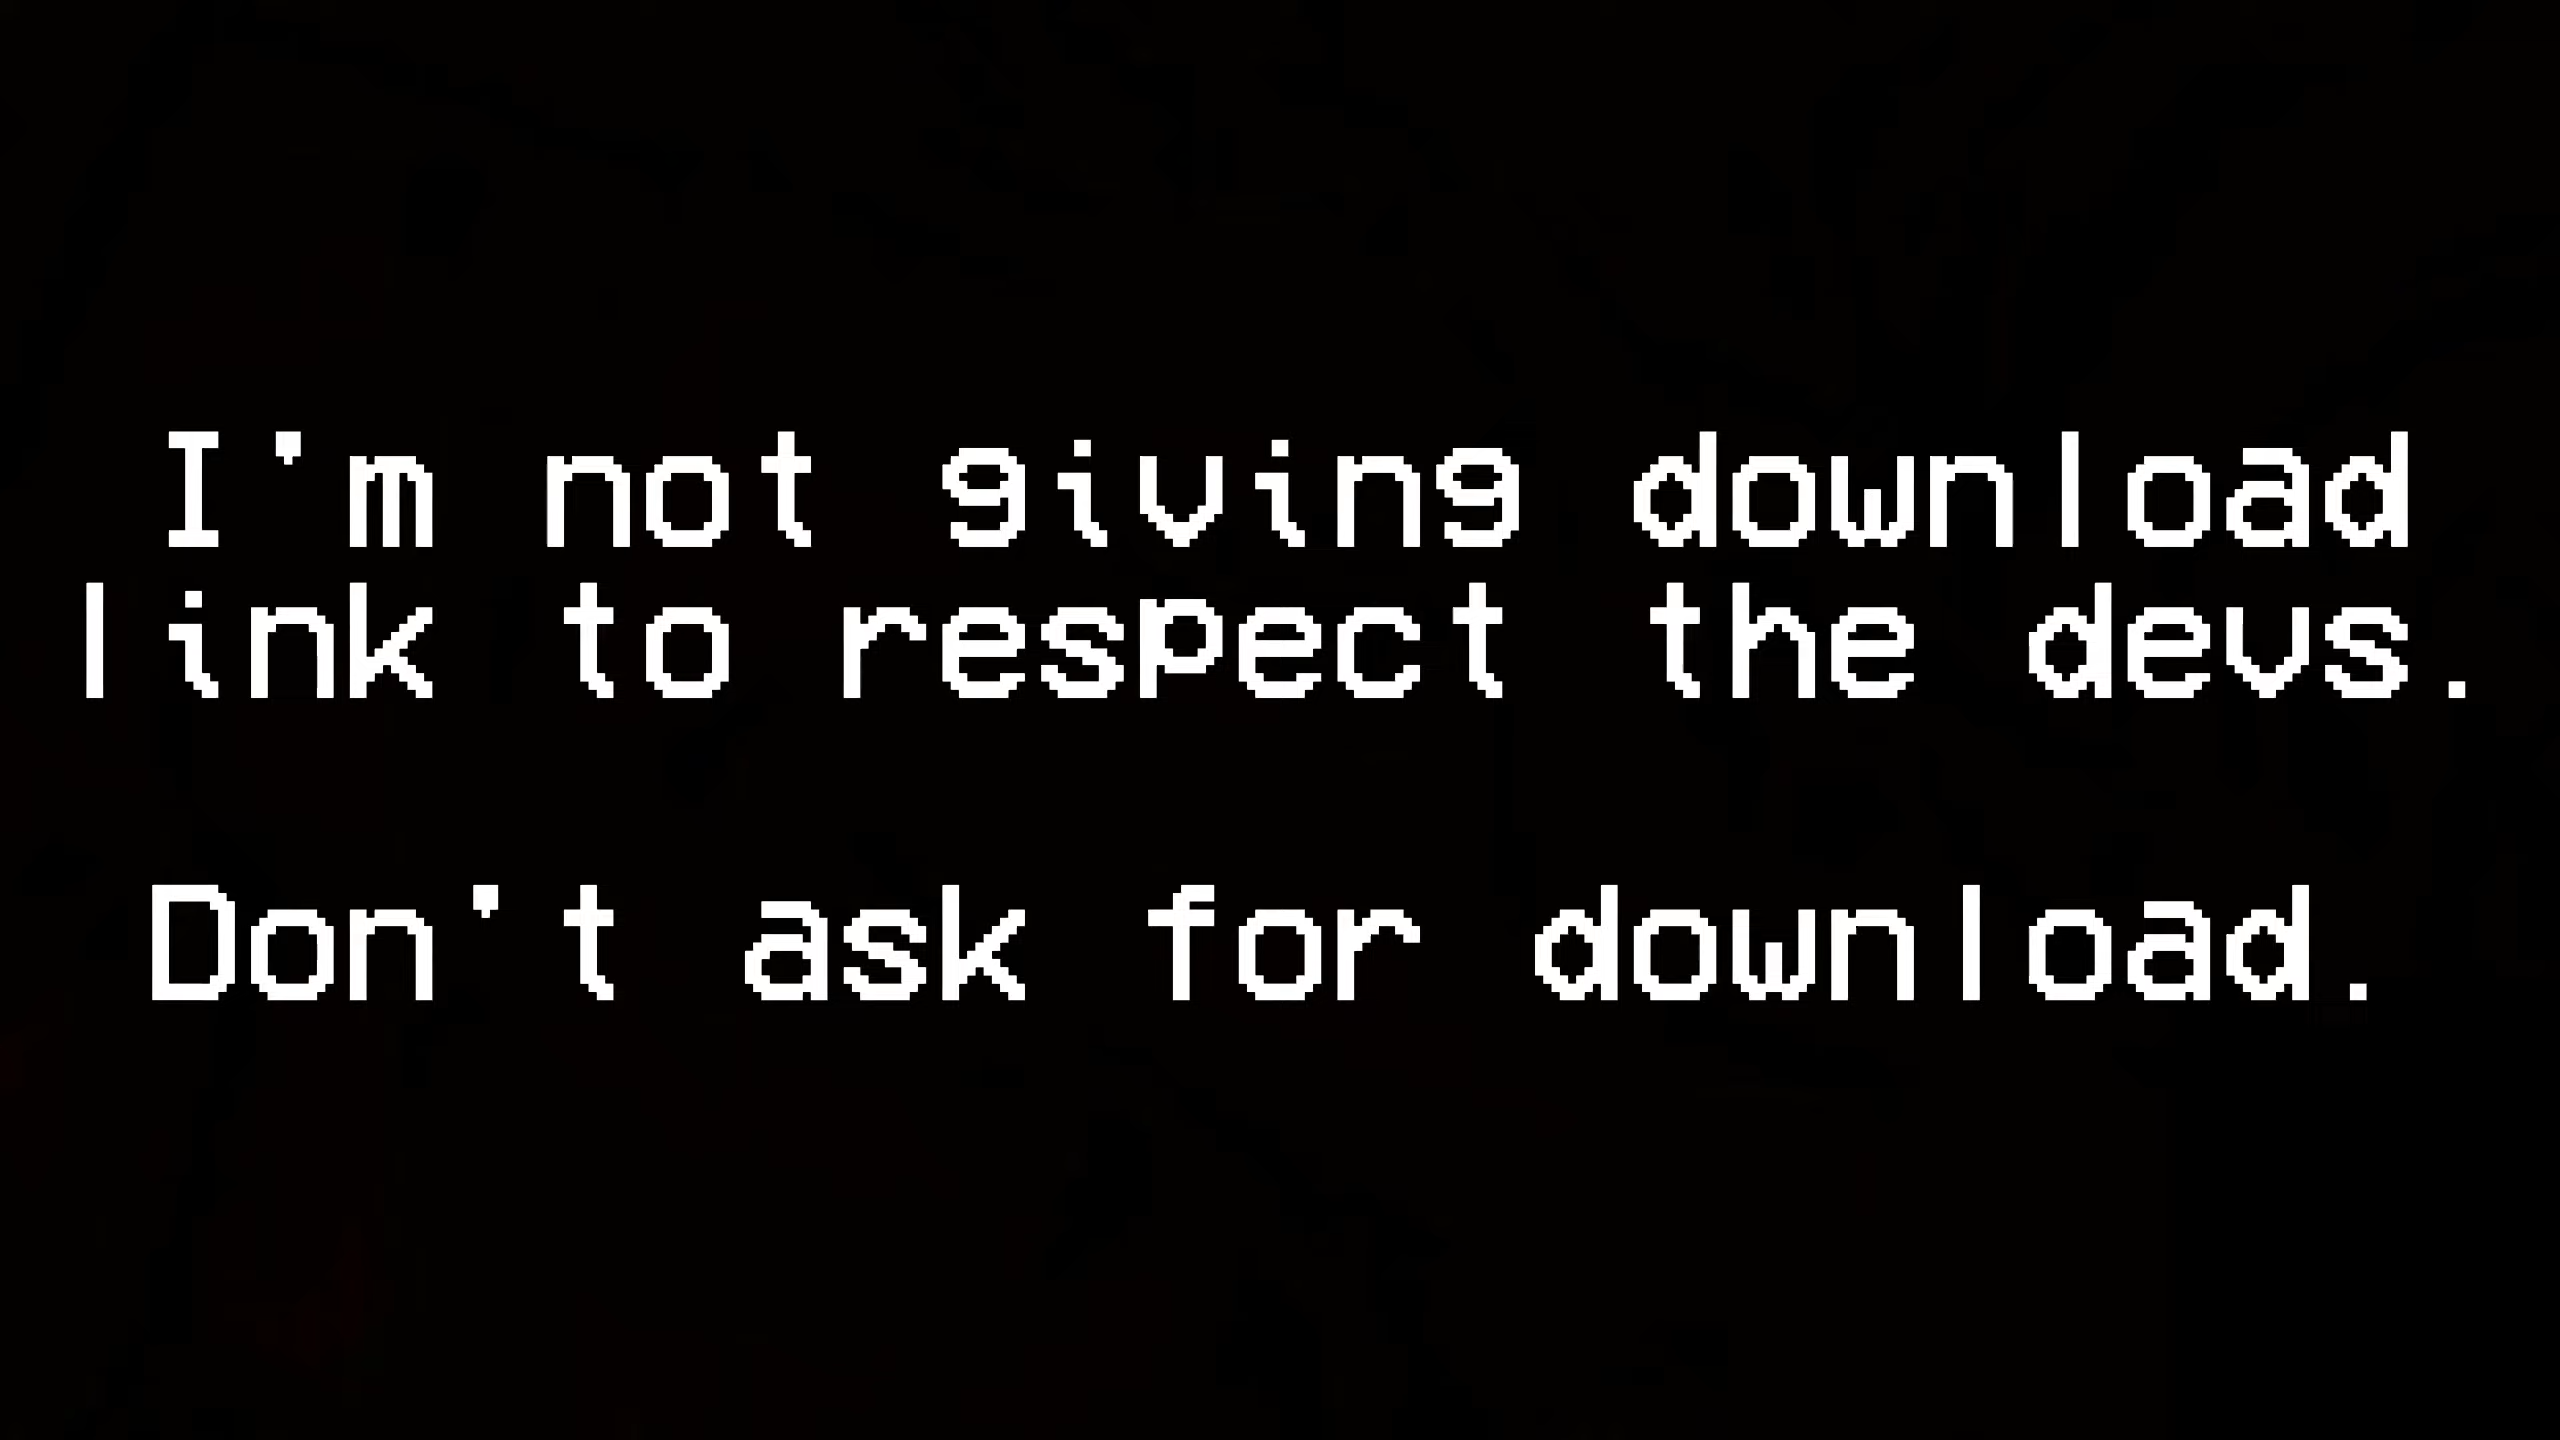 I'm not giving download
link to respect the devs.
Don't ask for download.